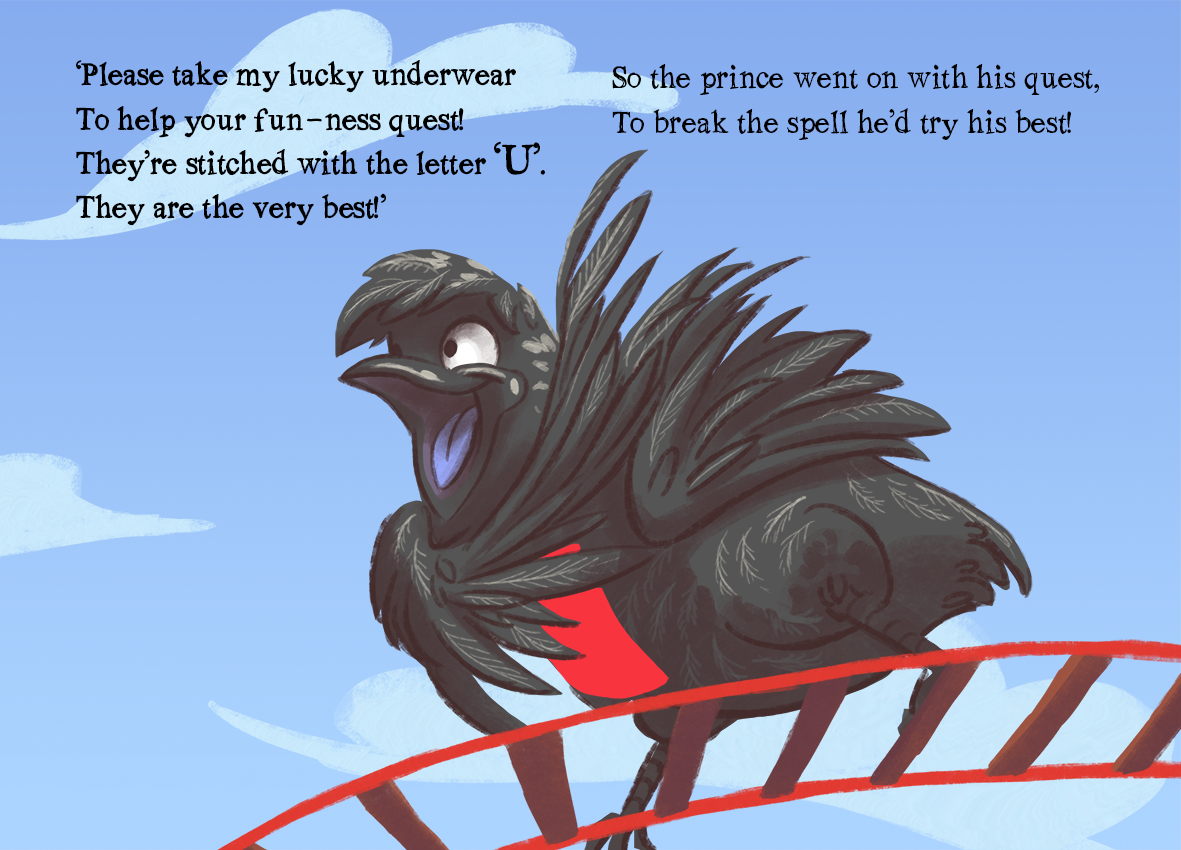 ‘Please take my lucky underwear
To help your fun–ness quest!
They’re stitched with the letter ‘U’.
They are the very best!’
So the prince went on with his quest,
To break the spell he’d try his best!